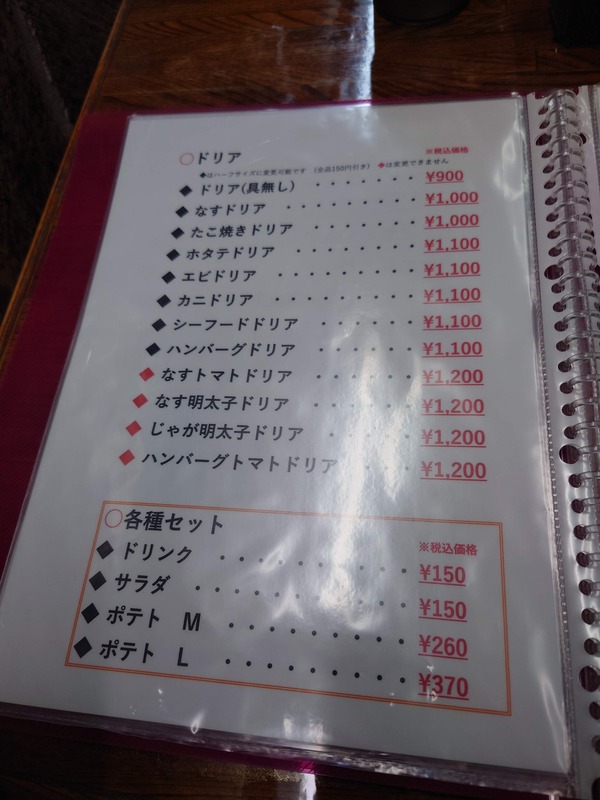 ○ドリア
※税込価格
◆はハーフサイズに変更可能です (全品150円引き) ◆は変更できません
◆ ドリア(具無し) ・・・・・・ ¥900
◆ なすドリア ・・・・・・・・ ¥1,000
◆ たこ焼きドリア ・・・・・・ ¥1,000
◆ ホタテドリア ・・・・・・・ ¥1,100
◆ エビドリア ・・・・・・・・ ¥1,100
◆ カニドリア ・・・・・・・・ ¥1,100
◆ シーフードドリア ・・・・・ ¥1,100
◆ ハンバーグドリア ・・・・・ ¥1,100
◆ なすトマトドリア ・・・・・ ¥1,200
◆ なす明太子ドリア ・・・・・ ¥1,200
◆ じゃが明太子ドリア ・・・・ ¥1,200
◆ ハンバーグトマトドリア ・・・ ¥1,200
○各種セット
※税込価格
◆ ドリンク ・・・・・・・・ ¥150
◆ サラダ ・・・・・・・・・ ¥150
◆ ポテト M ・・・・・・・ ¥260
◆ ポテト L ・・・・・・・ ¥370